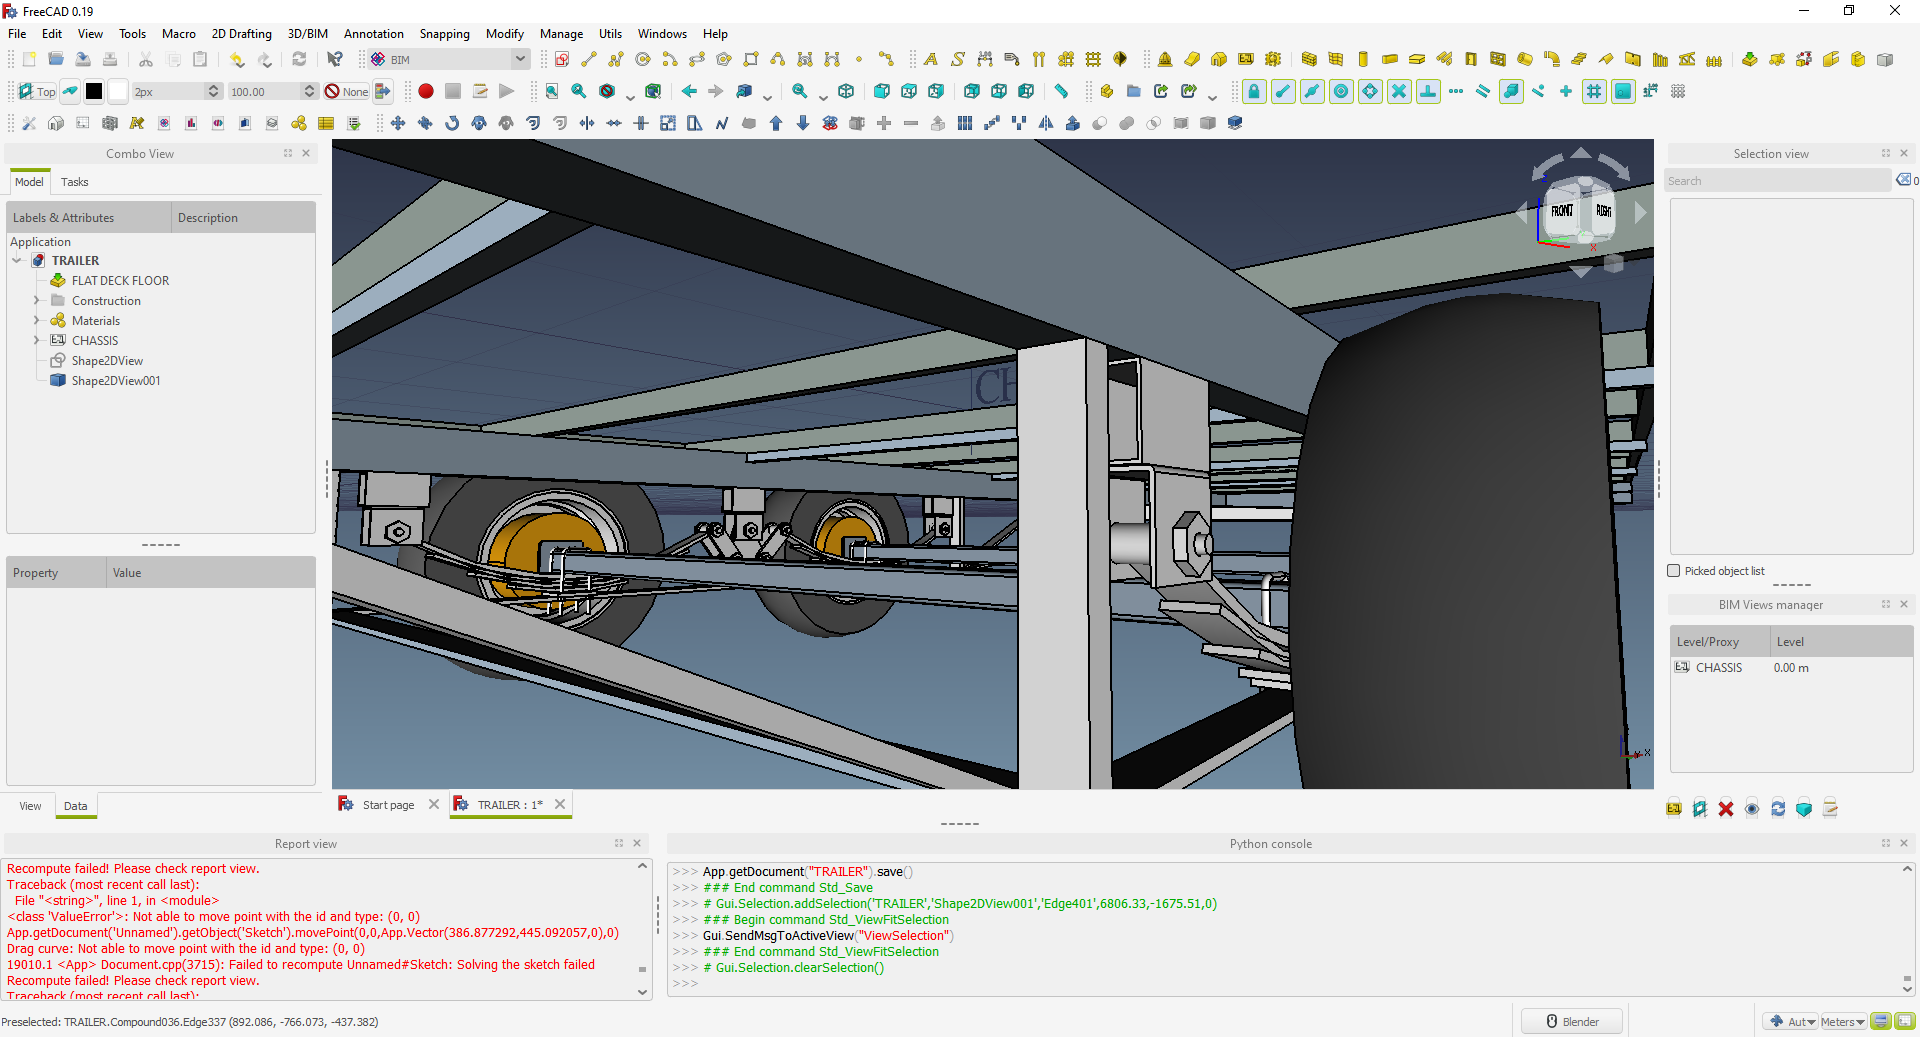 FreeCAD 0.19
File Edit View Tools Macro 2D Drafting 3D/BIM Annotation Snapping Modify Manage Utils Windows Help
BIM
Top 2px 100.00 None
Combo View
Model Tasks
Labels & Attributes Description
Application
TRAILER
FLAT DECK FLOOR
Construction
Materials
CHASSIS
Shape2DView
Shape2DView001
Property Value
View Data
CH
FRONT RIGHT
X
X
Start page TRAILER : 1*
Selection view
Search 0
Picked object list
BIM Views manager
Level/Proxy Level
CHASSIS 0.00 m
Report view
Recompute failed! Please check report view.
Traceback (most recent call last):
File "<string>", line 1, in <module>
<class 'ValueError'>: Not able to move point with the id and type: (0, 0)
App.getDocument('Unnamed').getObject('Sketch').movePoint(0,0,App.Vector(386.877292,445.092057,0),0)
Drag curve: Not able to move point with the id and type: (0, 0)
19010.1 <App> Document.cpp(3715): Failed to recompute Unnamed#Sketch: Solving the sketch failed
Recompute failed! Please check report view.
Traceback (most recent call last):
Python console
>>> App.getDocument("TRAILER").save()
>>> ### End command Std_Save
>>> # Gui.Selection.addSelection('TRAILER','Shape2DView001','Edge401',6806.33,-1675.51,0)
>>> ### Begin command Std_ViewFitSelection
>>> Gui.SendMsgToActiveView("ViewSelection")
>>> ### End command Std_ViewFitSelection
>>> # Gui.Selection.clearSelection()
>>>
Preselected: TRAILER.Compound036.Edge337 (892.086, -766.073, -437.382)
Blender
Aut Meters